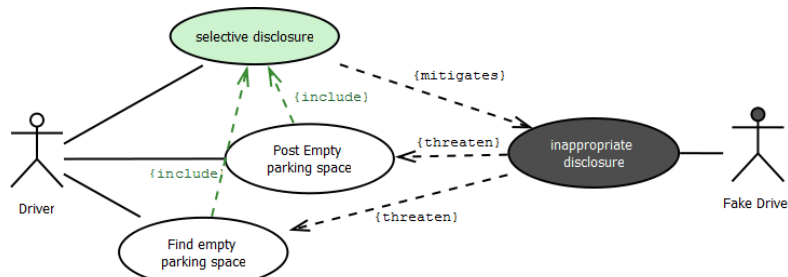 selective disclosure
{mitigates}
{include}
Post Empty
parking space
{threaten}
inappropriate
disclosure
{include}
Driver
Fake Drive
{threaten}
Find empty
parking space